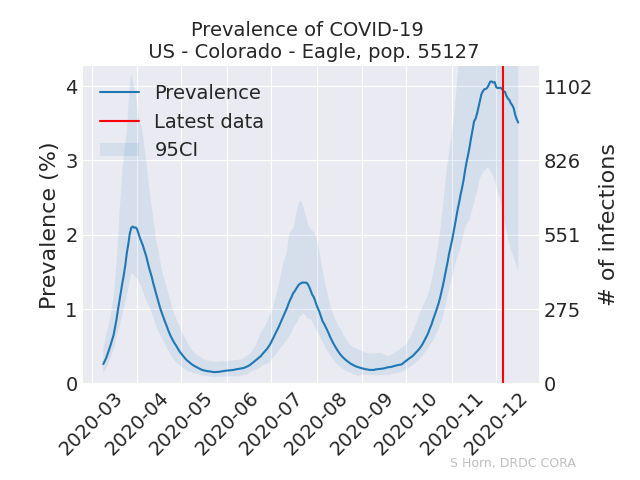 Prevalence of COVID-19
US - Colorado - Eagle, pop. 55127
Prevalence
Latest data
95CI
Prevalence (%)
4
3
2
1
0
1102
826
551
275
0
# of infections
2020-03
2020-04
2020-05
2020-06
2020-07
2020-08
2020-09
2020-10
2020-11
2020-12
S Horn, DRDC CORA